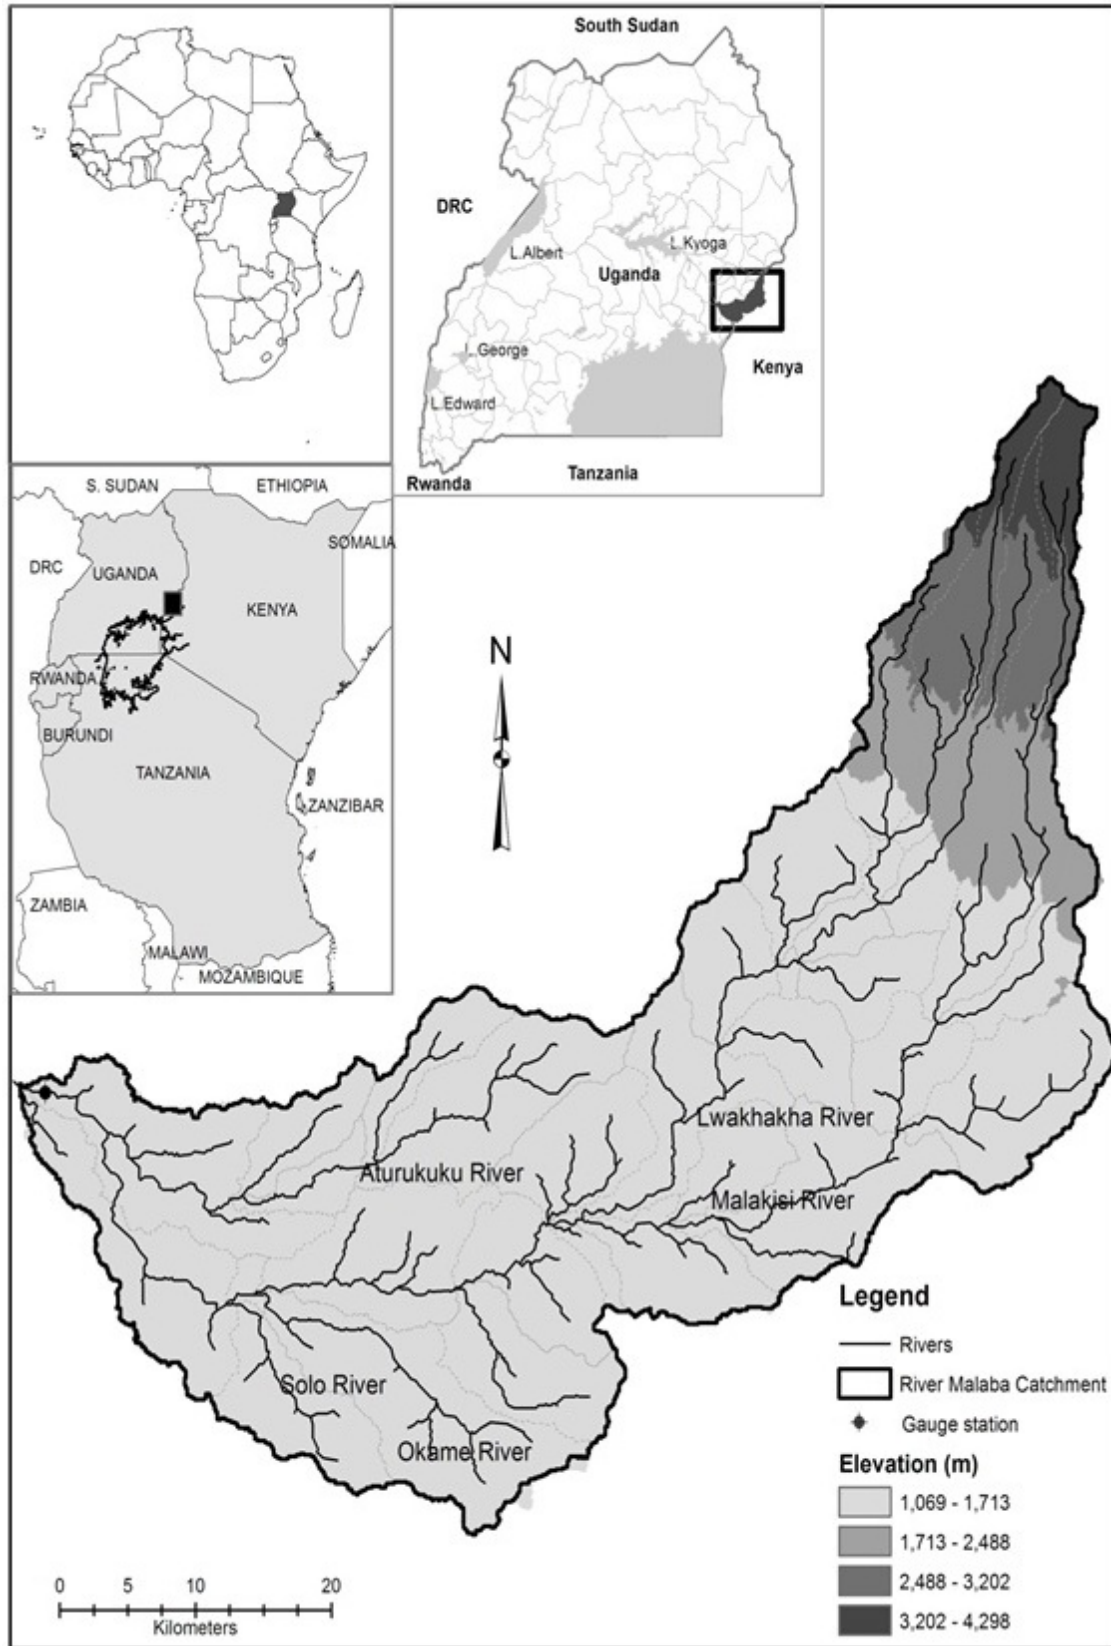 South Sudan
DRC
L.Albert
L.Kyoga
Uganda
L.George
Kenya
L.Edward
Rwanda
Tanzania
S. SUDAN
ETHIOPIA
SOMALIA
DRC
UGANDA
KENYA
RWANDA
BURUNDI
TANZANIA
ZANZIBAR
ZAMBIA
MALAWI
MOZAMBIQUE
N
Lwakhakha River
Aturukuku River
Malakisi River
Solo River
Okame River
Legend
Rivers
River Malaba Catchment
Gauge station
Elevation (m)
1,069 - 1,713
1,713 - 2,488
2,488 - 3,202
3,202 - 4,298
0 5 10 20
Kilometers